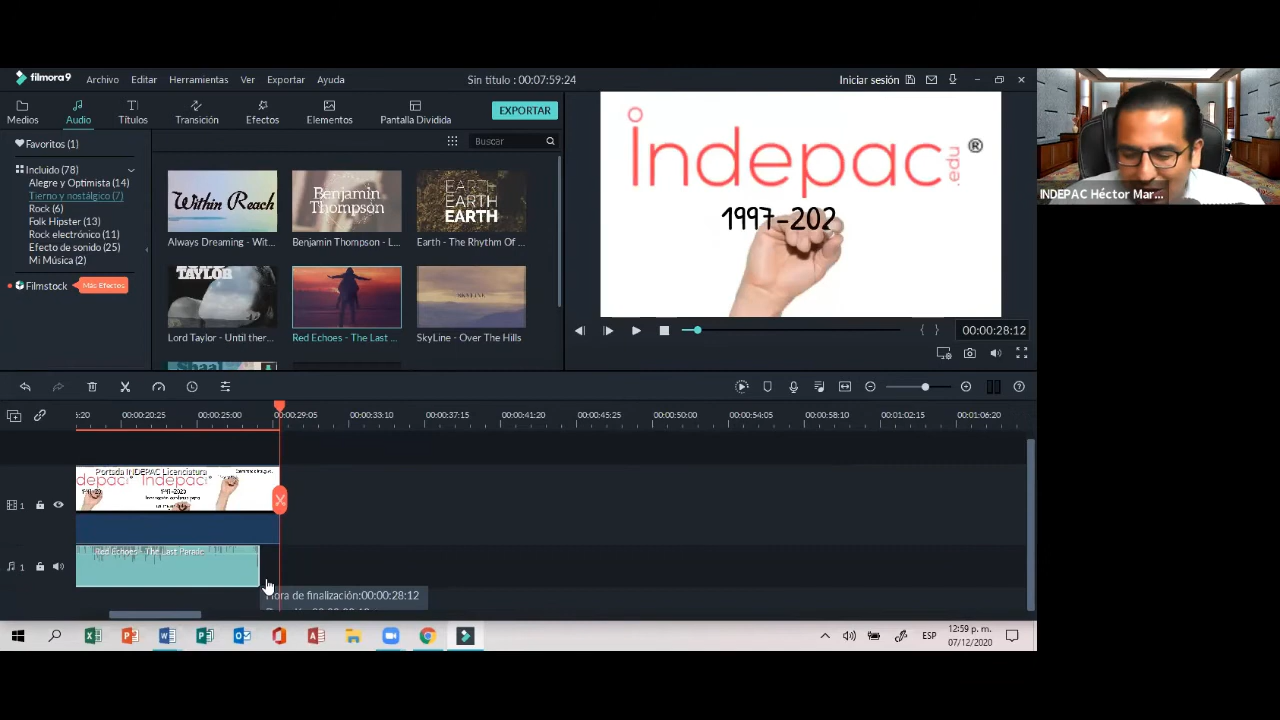 filmora9
Archivo Editar Herramientas Ver Exportar Ayuda
Sin título : 00:07:59:24
Iniciar sesión
Medios Audio Títulos Transición Efectos Elementos Pantalla Dividida
EXPORTAR
Favoritos (1)
Incluido (78)
Alegre y Optimista (14)
Tierno y nostálgico (7)
Rock (6)
Folk Hipster (13)
Rock electrónico (11)
Efecto de sonido (25)
Mi Música (2)
Filmstock
Más Efectos
Buscar
Within Reach
Benjamin
Thompson
EARTH
EARTH
EARTH
Always Dreaming - Wit...
Benjamin Thompson - L...
Earth - The Rhythm Of ...
TAYLOR
SKYLINE
Lord Taylor - Until ther...
Red Echoes - The Last ...
SkyLine - Over The Hills
indepac .edu ®
1997-202
00:00:28:12
INDEPAC Héctor Mar...
5:20 00:00:20:25 00:00:25:00 00:00:29:05 00:00:33:10 00:00:37:15 00:00:41:20 00:00:45:25 00:00:50:00 00:00:54:05 00:00:58:10 00:01:02:15 00:01:06:20
Portada INDEPAC Licenciatura
1
Red Echoes - The Last Parade
1
Hora de finalización:00:00:28:12
ESP
12:59 p. m.
07/12/2020